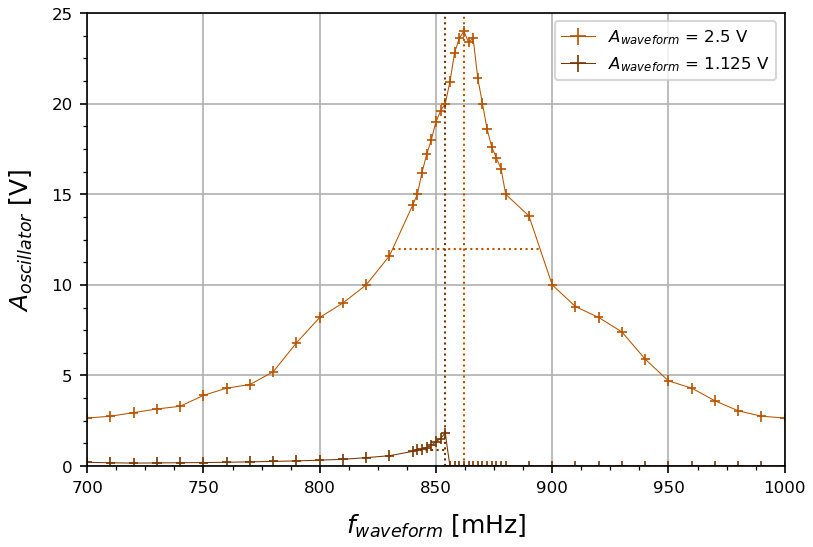 A_oscillator [V]
25
20
15
10
5
0
A_waveform = 2.5 V
A_waveform = 1.125 V
700 750 800 850 900 950 1000
f_waveform [mHz]